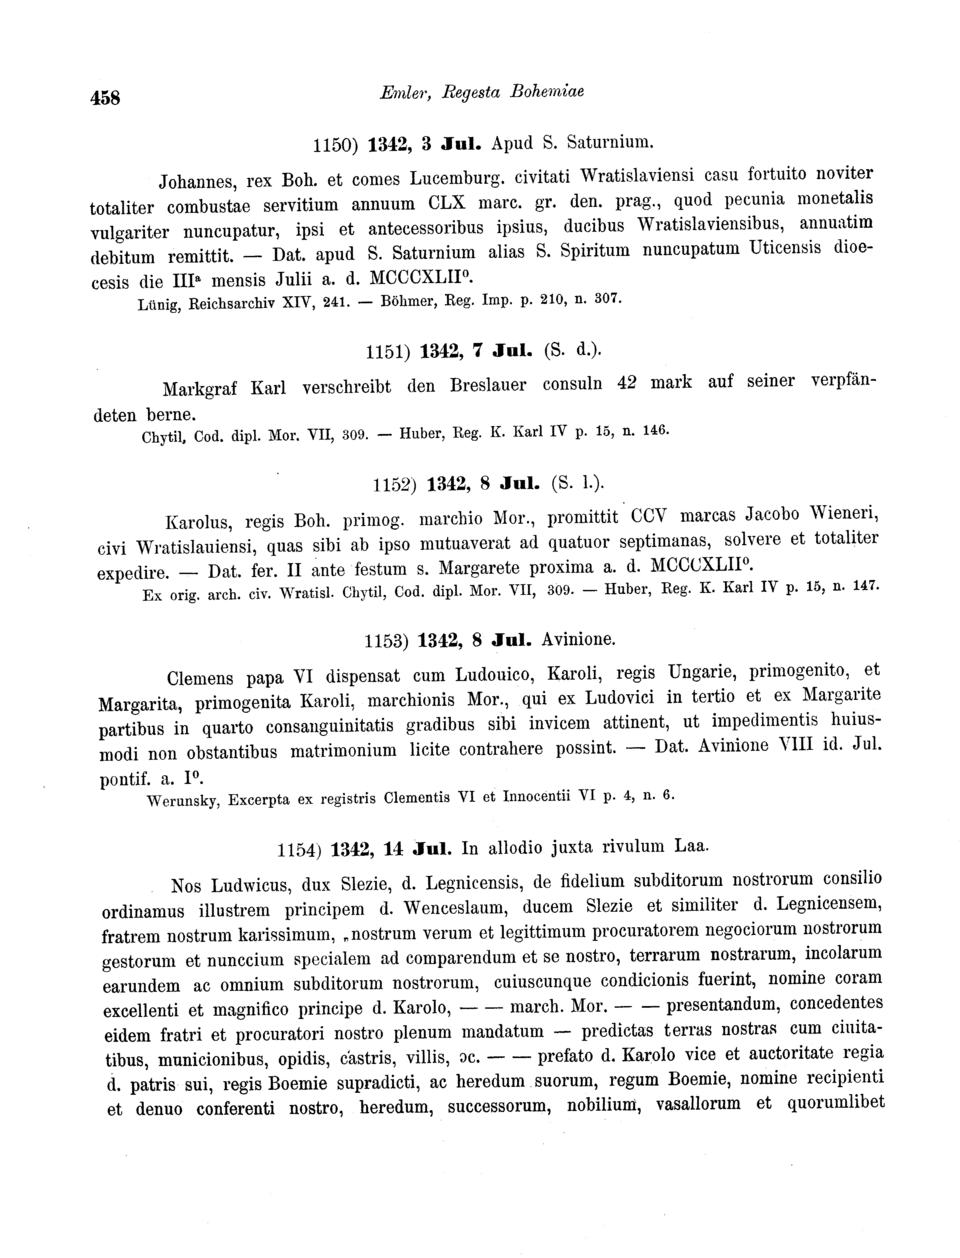 458
Emler, Regesta Bohemiae
1150) 1342, 3 Jul. Apud S. Saturnium.
Johannes, rex Boh. et comes Lucemburg. civitati Wratislaviensi casu fortuito noviter
totaliter combustae servitium annuum CLX marc. gr. den. prag., quod pecunia monetalis
vulgariter nuncupatur, ipsi et antecessoribus ipsius, ducibus Wratislaviensibus, annuatim
debitum remittit. — Dat. apud S. Saturnium alias S. Spiritum nuncupatum Uticensis dioe-
cesis die IIIª mensis Julii a. d. MCCCXLIIº.
Lünig, Reichsarchiv XIV, 241. — Böhmer, Reg. Imp. p. 210, n. 307.
1151) 1342, 7 Jul. (S. d.).
Markgraf Karl verschreibt den Breslauer consuln 42 mark auf seiner verpfän-
deten berne.
Chytil, Cod. dipl. Mor. VII, 309. — Huber, Reg. K. Karl IV p. 15, n. 146.
1152) 1342, 8 Jul. (S. l.).
Karolus, regis Boh. primog. marchio Mor., promittit CCV marcas Jacobo Wieneri,
civi Wratislauiensi, quas sibi ab ipso mutuaverat ad quatuor septimanas, solvere et totaliter
expedire. — Dat. fer. II ante festum s. Margarete proxima a. d. MCCCXLIIº.
Ex orig. arch. civ. Wratisl. Chytil, Cod. dipl. Mor. VII, 309. — Huber, Reg. K. Karl IV p. 15, n. 147.
1153) 1342, 8 Jul. Avinione.
Clemens papa VI dispensat cum Ludouico, Karoli, regis Ungarie, primogenito, et
Margarita, primogenita Karoli, marchionis Mor., qui ex Ludovici in tertio et ex Margarite
partibus in quarto consanguinitatis gradibus sibi invicem attinent, ut impedimentis huius-
modi non obstantibus matrimonium licite contrahere possint. — Dat. Avinione VIII id. Jul.
pontif. a. Iº.
Werunsky, Excerpta ex registris Clementis VI et Innocentii VI p. 4, n. 6.
1154) 1342, 14 Jul. In allodio juxta rivulum Laa.
Nos Ludwicus, dux Slezie, d. Legnicensis, de fidelium subditorum nostrorum consilio
ordinamus illustrem principem d. Wenceslaum, ducem Slezie et similiter d. Legnicensem,
fratrem nostrum karissimum, „nostrum verum et legittimum procuratorem negociorum nostrorum
gestorum et nunccium specialem ad comparendum et se nostro, terrarum nostrarum, incolarum
earundem ac omnium subditorum nostrorum, cuiuscunque condicionis fuerint, nomine coram
excellenti et magnifico principe d. Karolo, — — march. Mor. — — presentandum, concedentes
eidem fratri et procuratori nostro plenum mandatum — predictas terras nostras cum ciuita-
tibus, municionibus, opidis, castris, villis, ɔc. — — prefato d. Karolo vice et auctoritate regia
d. patris sui, regis Boemie supradicti, ac heredum suorum, regum Boemie, nomine recipienti
et denuo conferenti nostro, heredum, successorum, nobilium, vasallorum et quorumlibet